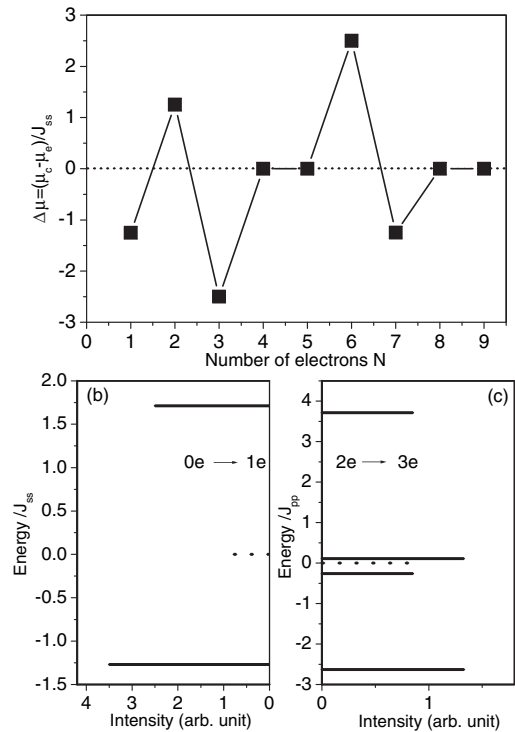 3
2
1
0
-1
-2
-3
Δμ=(μc-μe)/Jss
0 1 2 3 4 5 6 7 8 9
Number of electrons N
(b)
2.0
1.5
1.0
0.5
0.0
-0.5
-1.0
-1.5
Energy /Jss
0e → 1e
4 3 2 1 0
Intensity (arb. unit)
(c)
4
3
2
1
0
-1
-2
-3
Energy /Jpp
2e → 3e
0 1
Intensity (arb. unit)